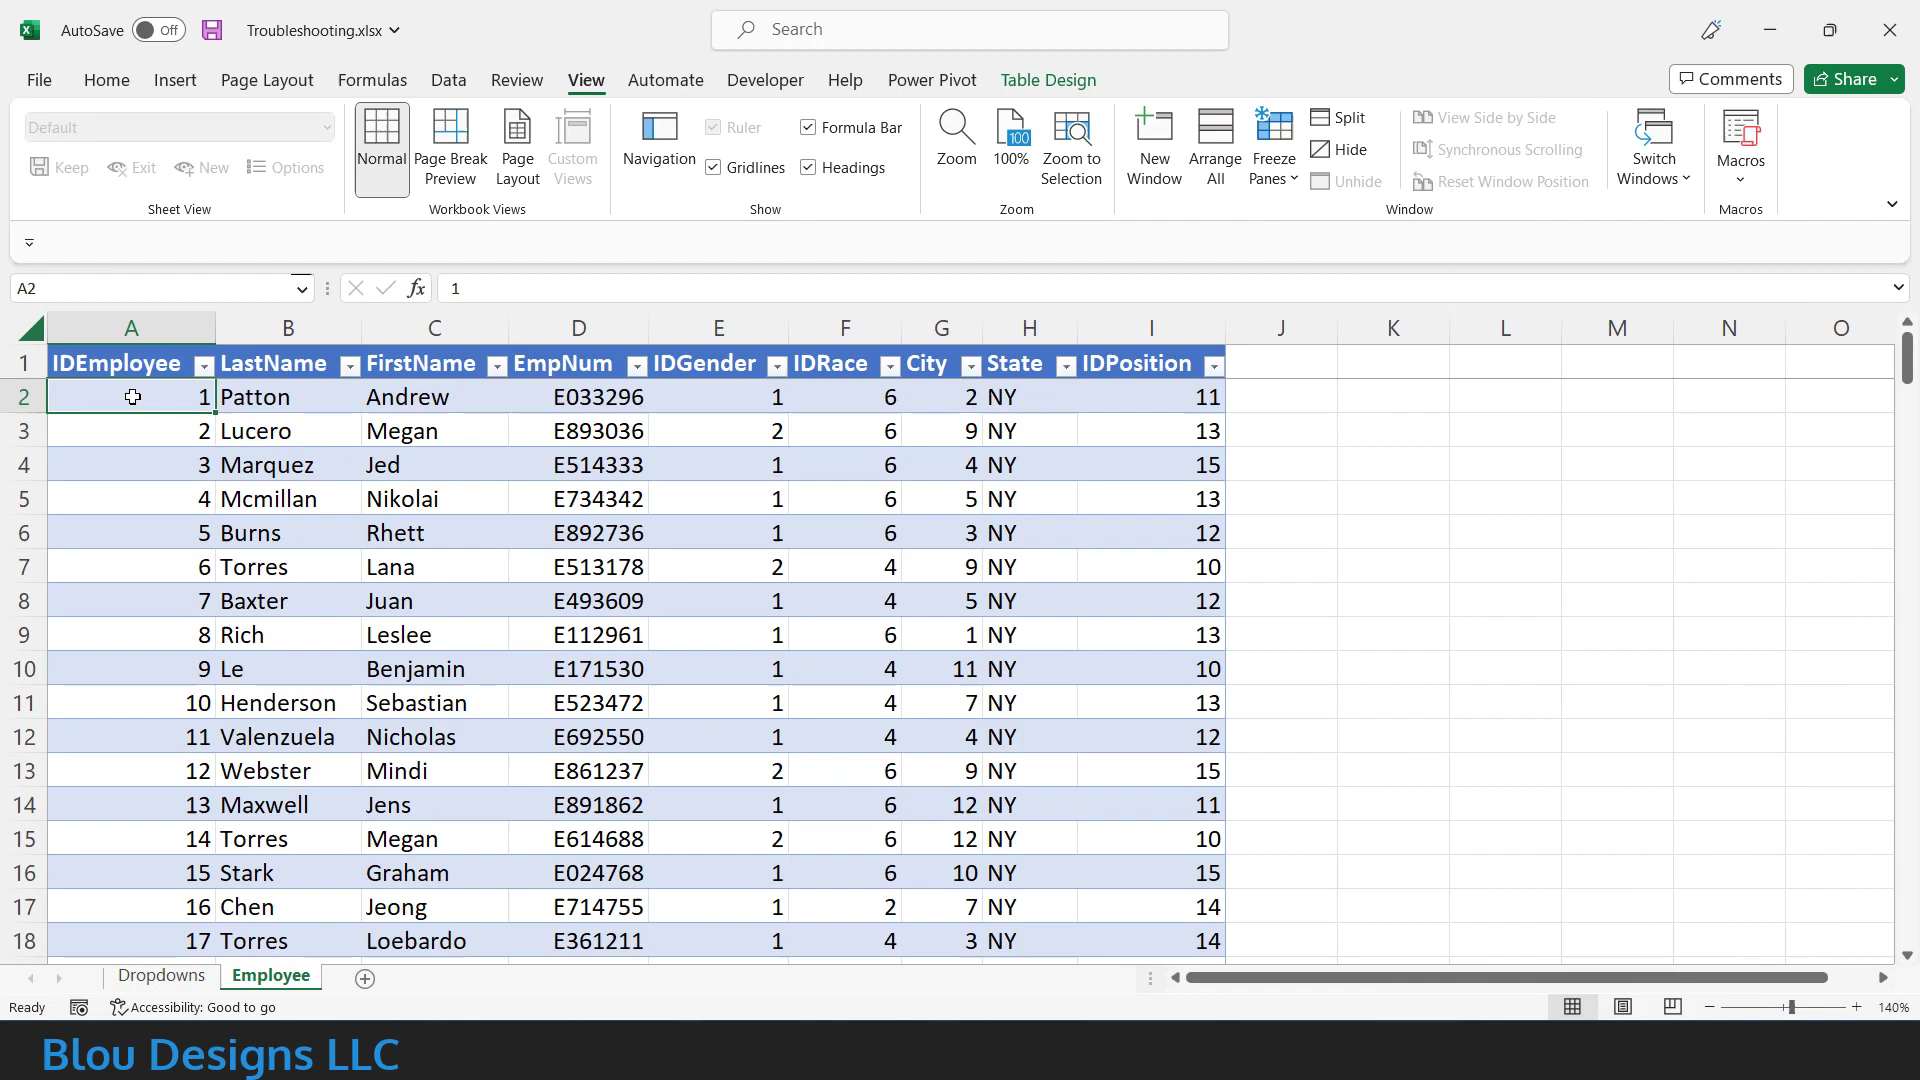 AutoSave Off Troubleshooting.xlsx Search
File Home Insert Page Layout Formulas Data Review View Automate Developer Help Power Pivot Table Design Comments Share
Default
Keep Exit New Options
Sheet View
Normal
Page Break Preview
Page Layout
Custom Views
Workbook Views
Navigation
Ruler
Formula Bar
Gridlines
Headings
Show
Zoom
100
100%
Zoom to Selection
Zoom
New Window
Arrange All
Freeze Panes
Split
Hide
Unhide
View Side by Side
Synchronous Scrolling
Reset Window Position
Window
Switch Windows
Macros
Macros
A2 fx 1
A B C D E F G H I J K L M N O
1 IDEmployee LastName FirstName EmpNum IDGender IDRace City State IDPosition
2 1 Patton Andrew E033296 1 6 2 NY 11
3 2 Lucero Megan E893036 2 6 9 NY 13
4 3 Marquez Jed E514333 1 6 4 NY 15
5 4 Mcmillan Nikolai E734342 1 6 5 NY 13
6 5 Burns Rhett E892736 1 6 3 NY 12
7 6 Torres Lana E513178 2 4 9 NY 10
8 7 Baxter Juan E493609 1 4 5 NY 12
9 8 Rich Leslee E112961 1 6 1 NY 13
10 9 Le Benjamin E171530 1 4 11 NY 10
11 10 Henderson Sebastian E523472 1 4 7 NY 13
12 11 Valenzuela Nicholas E692550 1 4 4 NY 12
13 12 Webster Mindi E861237 2 6 9 NY 15
14 13 Maxwell Jens E891862 1 6 12 NY 11
15 14 Torres Megan E614688 2 6 12 NY 10
16 15 Stark Graham E024768 1 6 10 NY 15
17 16 Chen Jeong E714755 1 2 7 NY 14
18 17 Torres Loebardo E361211 1 4 3 NY 14
Dropdowns Employee
Ready Accessibility: Good to go 140%
Blou Designs LLC